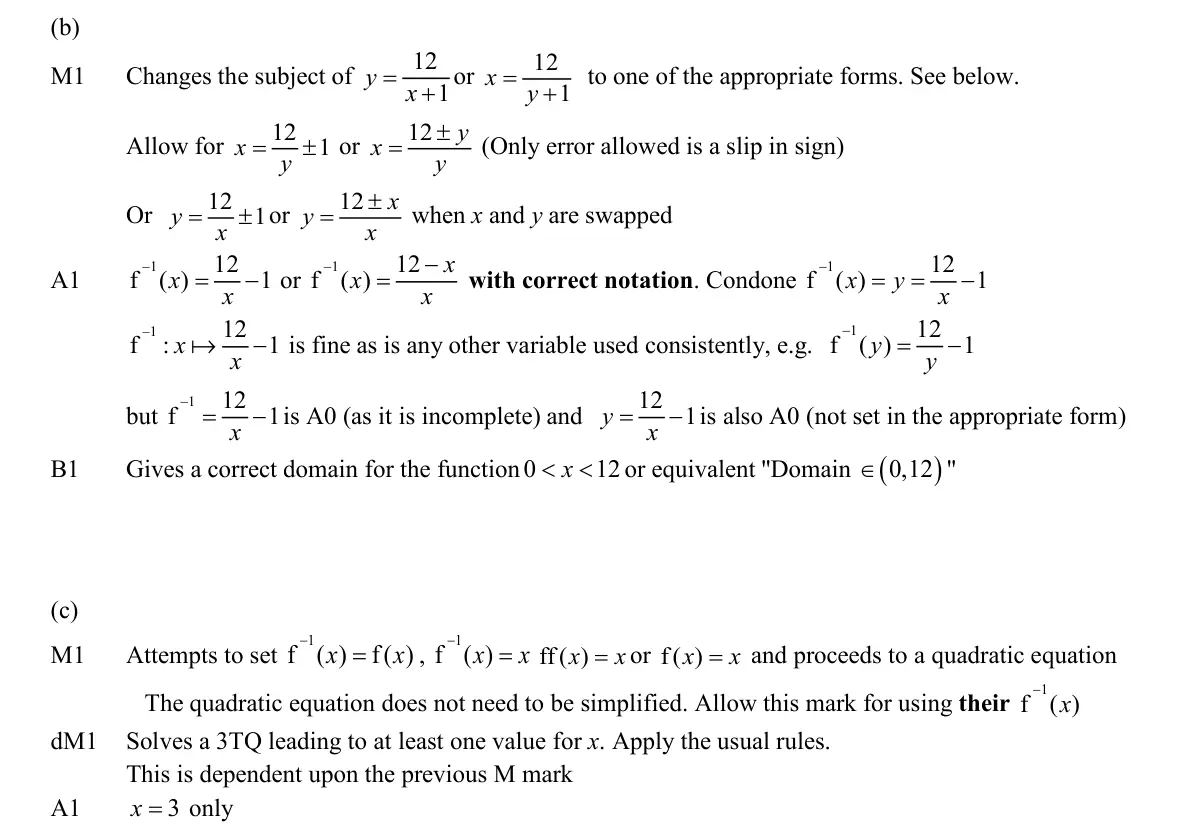 (b)
M1 Changes the subject of y = 12/(x+1) or x = 12/(y+1) to one of the appropriate forms. See below.
Allow for x = 12/y ± 1 or x = (12 ± y)/y (Only error allowed is a slip in sign)
Or y = 12/x ± 1 or y = (12 ± x)/x when x and y are swapped
A1 f⁻¹(x) = 12/x − 1 or f⁻¹(x) = (12 − x)/x with correct notation. Condone f⁻¹(x) = y = 12/x − 1
f⁻¹ : x ↦ 12/x − 1 is fine as is any other variable used consistently, e.g. f⁻¹(y) = 12/y − 1
but f⁻¹ = 12/x − 1 is A0 (as it is incomplete) and y = 12/x − 1 is also A0 (not set in the appropriate form)
B1 Gives a correct domain for the function 0 < x < 12 or equivalent "Domain ∈ (0,12) "
(c)
M1 Attempts to set f⁻¹(x) = f(x) , f⁻¹(x) = x ff(x) = x or f(x) = x and proceeds to a quadratic equation
The quadratic equation does not need to be simplified. Allow this mark for using their f⁻¹(x)
dM1 Solves a 3TQ leading to at least one value for x. Apply the usual rules.
This is dependent upon the previous M mark
A1 x = 3 only